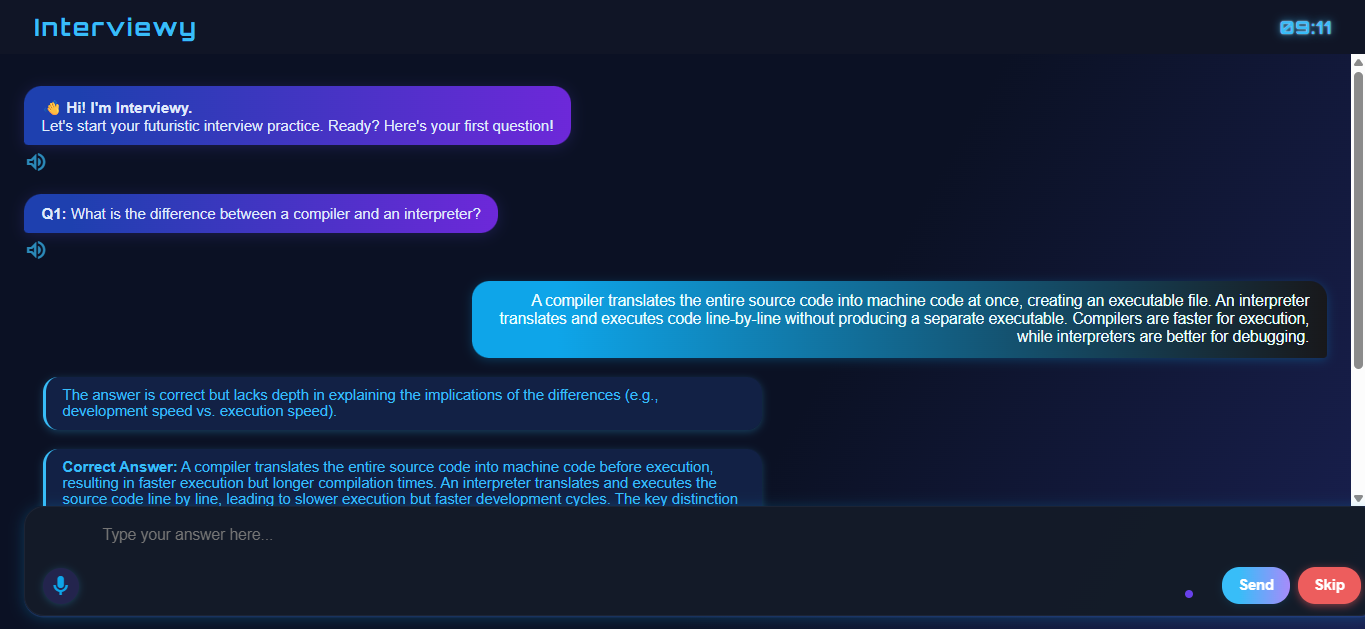 Interviewy
09:11
👋 Hi! I'm Interviewy.
Let's start your futuristic interview practice. Ready? Here's your first question!
Q1: What is the difference between a compiler and an interpreter?
A compiler translates the entire source code into machine code at once, creating an executable file. An interpreter
translates and executes code line-by-line without producing a separate executable. Compilers are faster for execution,
while interpreters are better for debugging.
The answer is correct but lacks depth in explaining the implications of the differences (e.g.,
development speed vs. execution speed).
Correct Answer: A compiler translates the entire source code into machine code before execution,
resulting in faster execution but longer compilation times. An interpreter translates and executes the
source code line by line, leading to slower execution but faster development cycles. The key distinction
Type your answer here...
Send
Skip